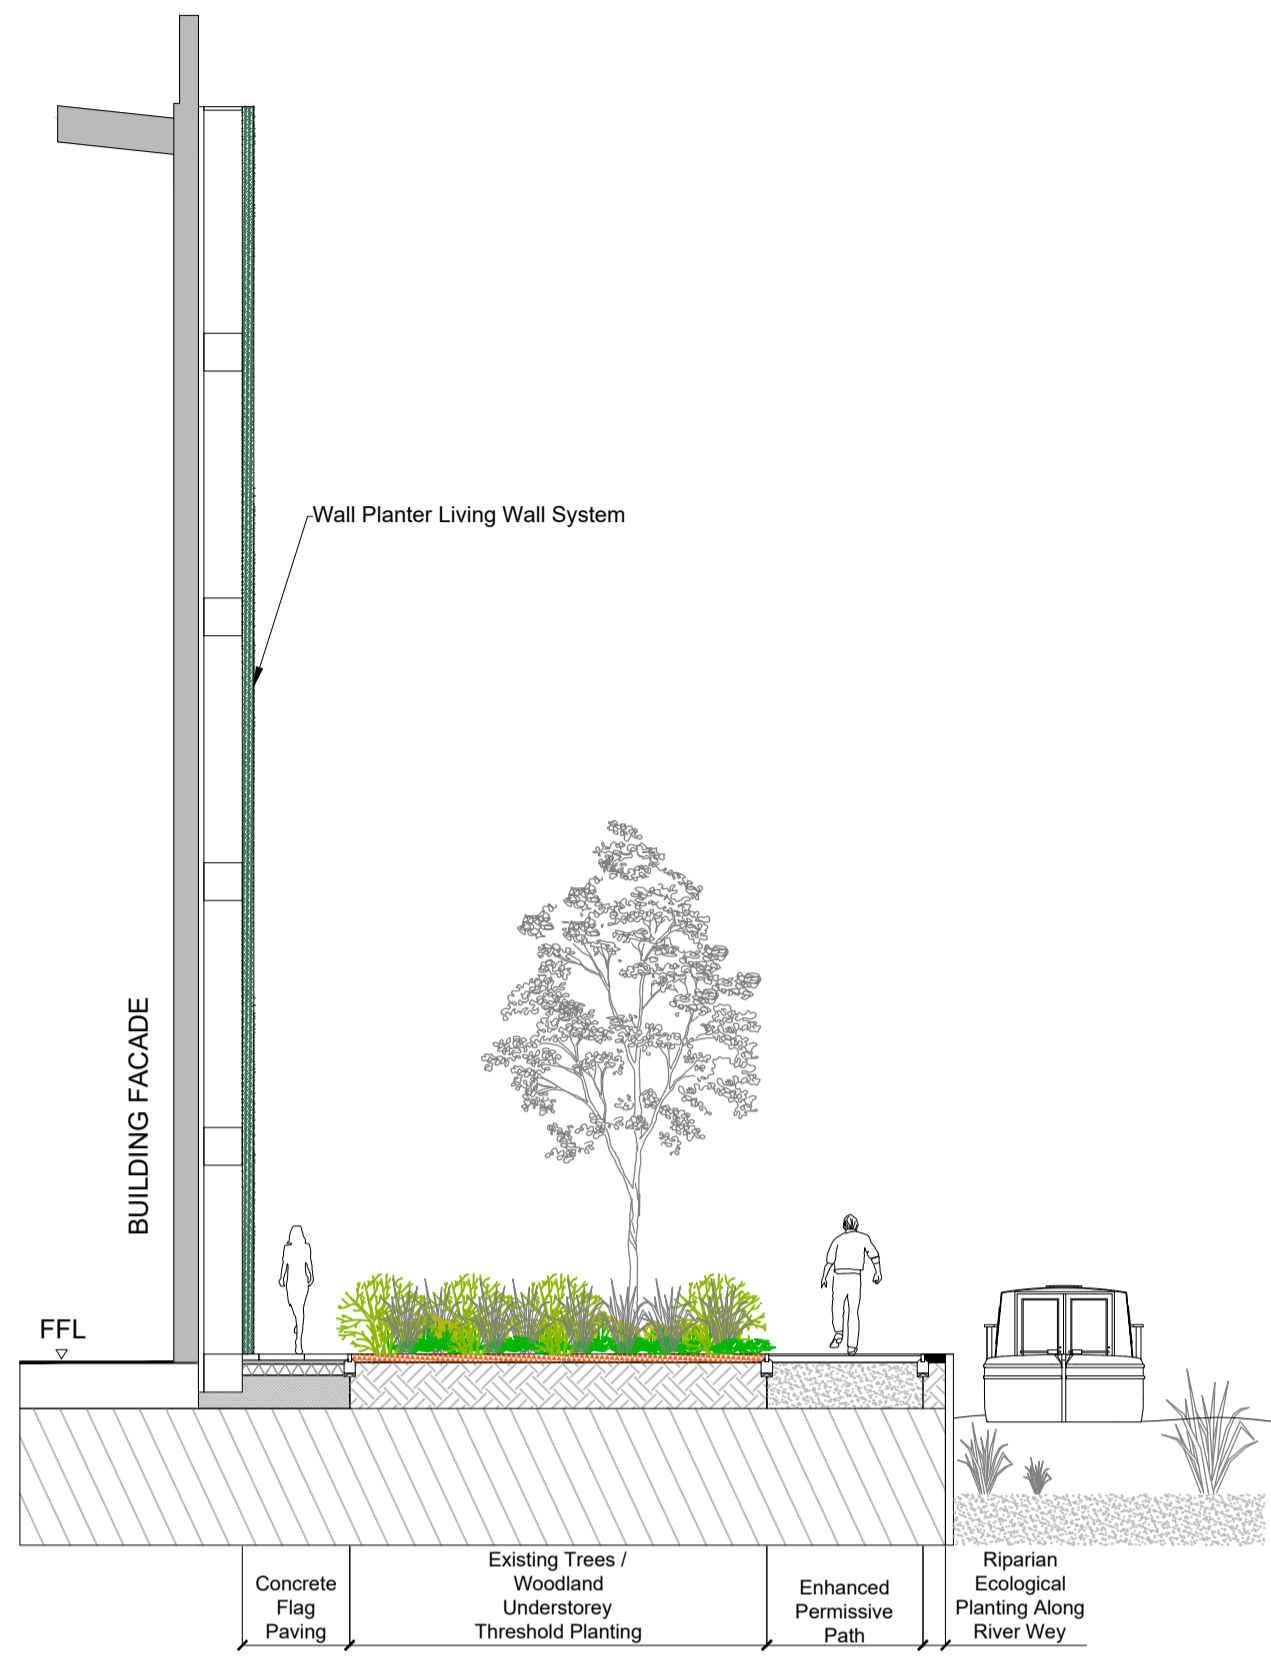 Wall Planter Living Wall System
BUILDING FACADE
FFL
Concrete
Flag
Paving
Existing Trees /
Woodland
Understorey
Threshold Planting
Enhanced
Permissive
Path
Riparian
Ecological
Planting Along
River Wey